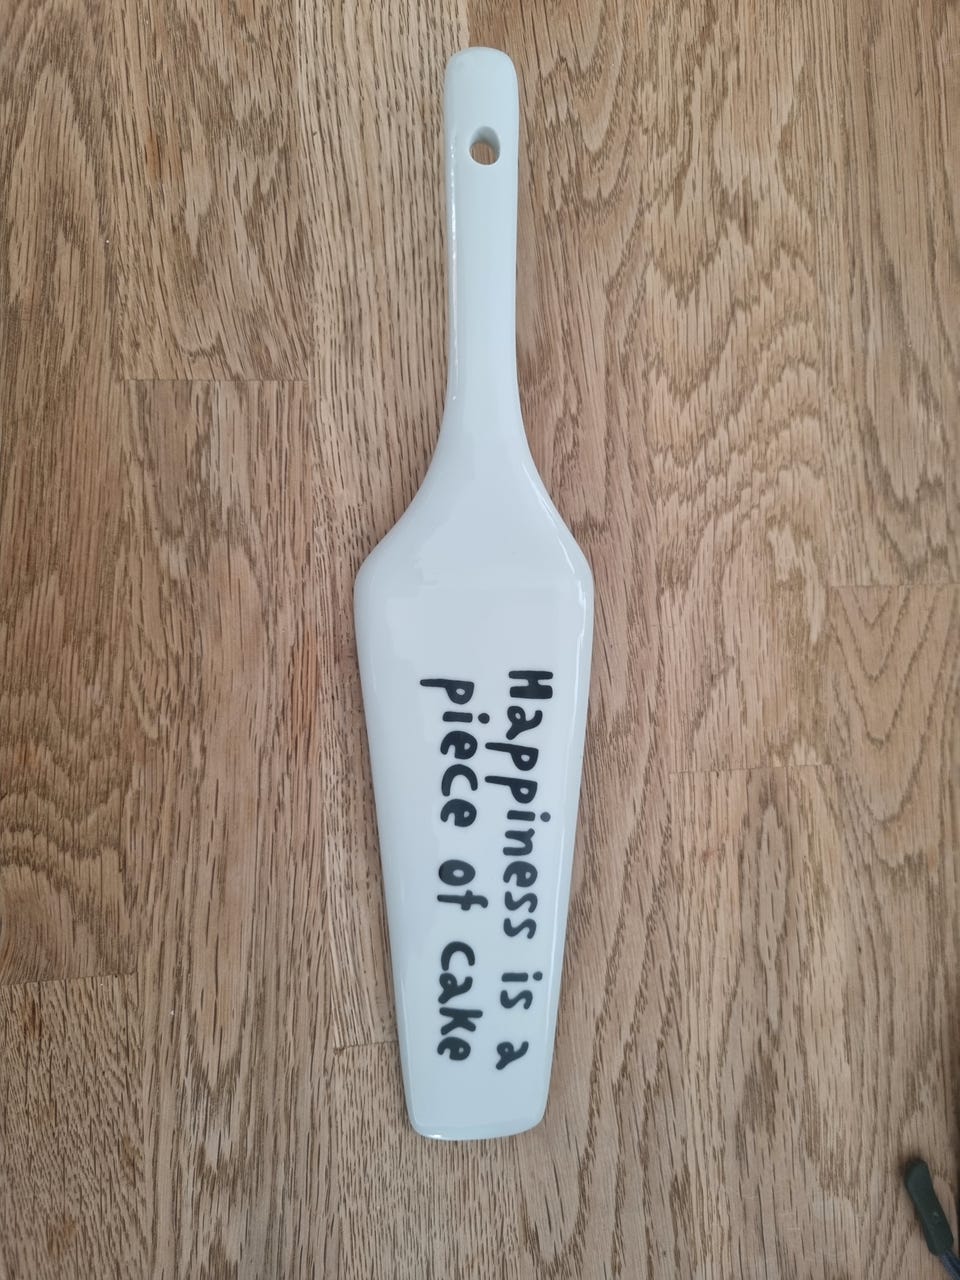 Happiness is a
piece of cake